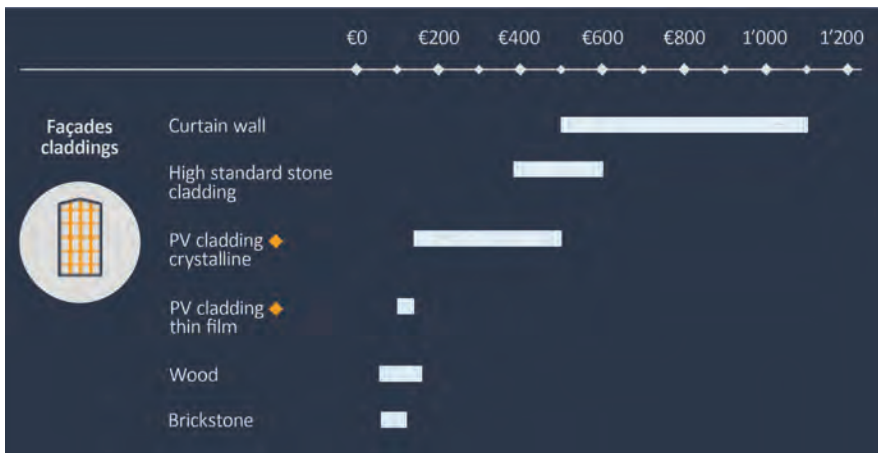 €0 €200 €400 €600 €800 1’000 1’200
Façades
claddings
Curtain wall
High standard stone
cladding
PV cladding
crystalline
PV cladding
thin film
Wood
Brickstone